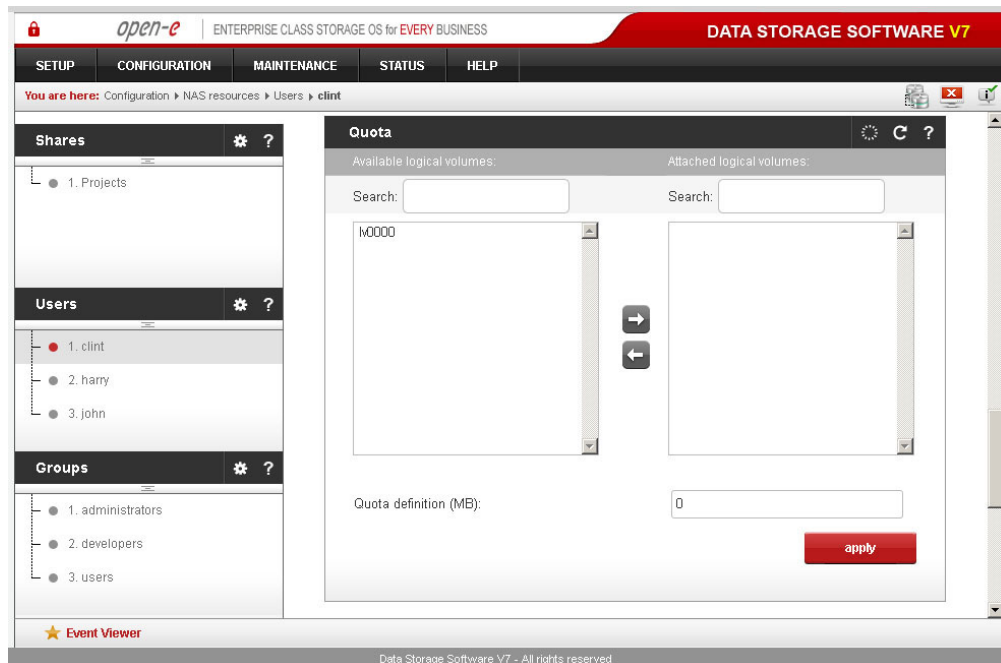 open-e ENTERPRISE CLASS STORAGE OS for EVERY BUSINESS
DATA STORAGE SOFTWARE V7
SETUP CONFIGURATION MAINTENANCE STATUS HELP
You are here: Configuration ▸ NAS resources ▸ Users ▸ clint
Shares ?
1. Projects
Users ?
1. clint
2. harry
3. john
Groups ?
1. administrators
2. developers
3. users
Quota ?
Available logical volumes: Attached logical volumes:
Search: Search:
lv0000
Quota definition (MB): 0
apply
Event Viewer
Data Storage Software V7 - All rights reserved